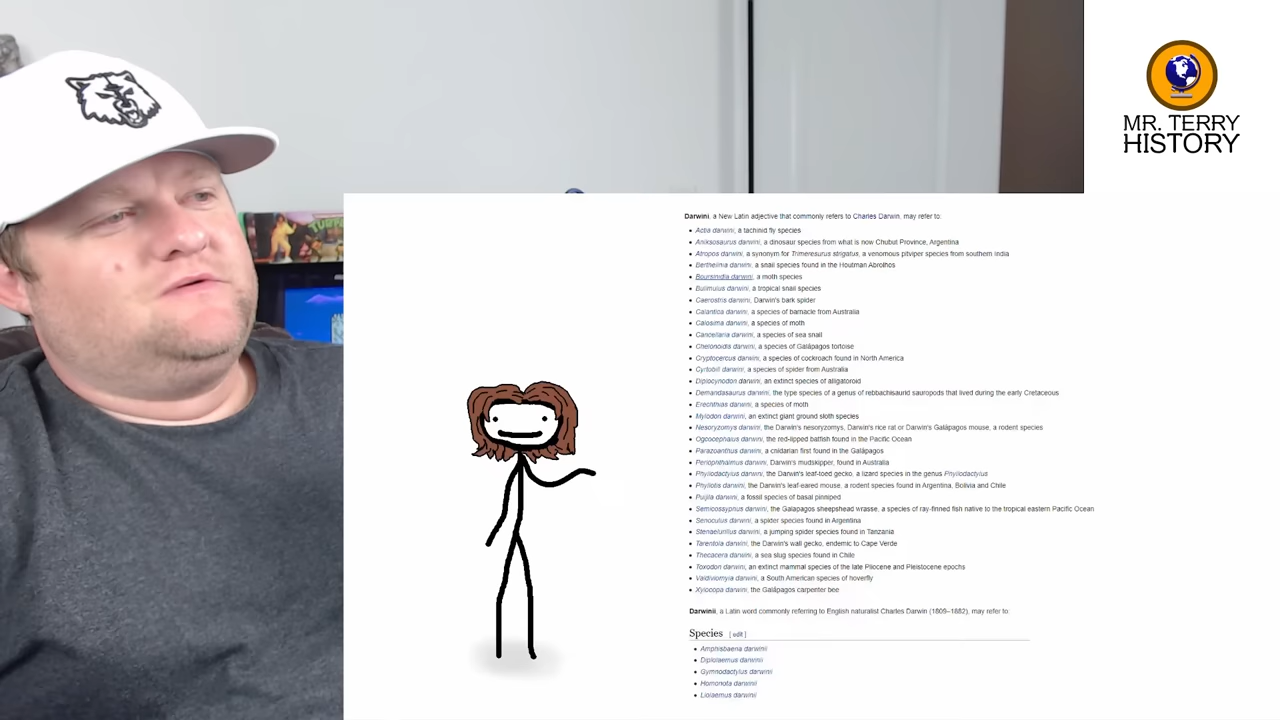 MR. TERRY
HISTORY
TURTLES
Darwini, a New Latin adjective that commonly refers to Charles Darwin, may refer to:
• Actia darwini, a tachinid fly species
• Aniksosaurus darwini, a dinosaur species from what is now Chubut Province, Argentina
• Atropos darwini, a synonym for Trimeresurus strigatus, a venomous pitviper species from southern India
• Berthelinia darwini, a snail species found in the Houtman Abrolhos
• Boursinidia darwini, a moth species
• Bulimulus darwini, a tropical snail species
• Caerostris darwini, Darwin's bark spider
• Calantica darwini, a species of barnacle from Australia
• Calosima darwini, a species of moth
• Cancellaria darwini, a species of sea snail
• Chelonoidis darwini, a species of Galápagos tortoise
• Cryptocercus darwini, a species of cockroach found in North America
• Cyrtobill darwini, a species of spider from Australia
• Diplocynodon darwini, an extinct species of alligatoroid
• Demandasaurus darwini, the type species of a genus of rebbachisaurid sauropods that lived during the early Cretaceous
• Erechthias darwini, a species of moth
• Mylodon darwini, an extinct giant ground sloth species
• Nesoryzomys darwini, the Darwin's nesoryzomys, Darwin's rice rat or Darwin's Galápagos mouse, a rodent species
• Ogcocephalus darwini, the red-lipped batfish found in the Pacific Ocean
• Parazoanthus darwini, a cnidarian first found in the Galápagos
• Periophthalmus darwini, Darwin's mudskipper, found in Australia
• Phyllodactylus darwini, the Darwin's leaf-toed gecko, a lizard species in the genus Phyllodactylus
• Phyllotis darwini, the Darwin's leaf-eared mouse, a rodent species found in Argentina, Bolivia and Chile
• Puijila darwini, a fossil species of basal pinniped
• Semicossyphus darwini, the Galapagos sheepshead wrasse, a species of ray-finned fish native to the tropical eastern Pacific Ocean
• Senoculus darwini, a spider species found in Argentina
• Stenaelurillus darwini, a jumping spider species found in Tanzania
• Tarentola darwini, the Darwin's wall gecko, endemic to Cape Verde
• Thecacera darwini, a sea slug species found in Chile
• Toxodon darwini, an extinct mammal species of the late Pliocene and Pleistocene epochs
• Valdiviomyia darwini, a South American species of hoverfly
• Xylocopa darwini, the Galápagos carpenter bee
Darwinii, a Latin word commonly referring to English naturalist Charles Darwin (1809–1882), may refer to:
Species [ edit ]
• Amphisbaena darwinii
• Diplolaemus darwinii
• Gymnodactylus darwinii
• Homonota darwinii
• Liolaemus darwinii